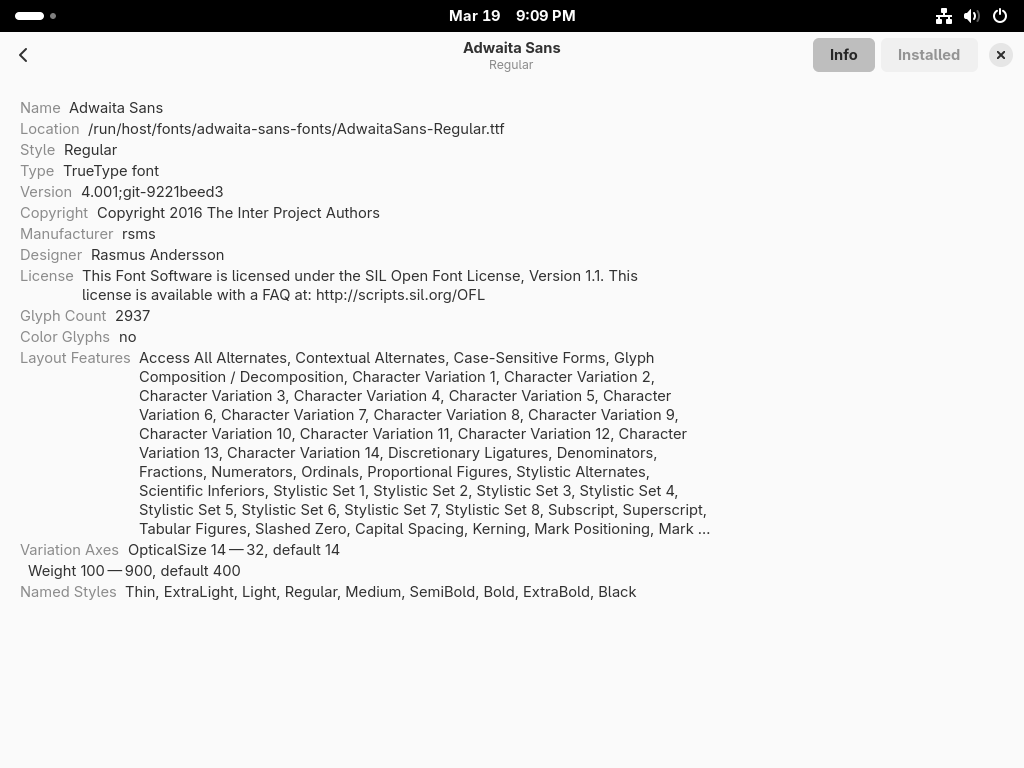 Mar 19 9:09 PM
Adwaita Sans
Regular
Info
Installed
Name Adwaita Sans
Location /run/host/fonts/adwaita-sans-fonts/AdwaitaSans-Regular.ttf
Style Regular
Type TrueType font
Version 4.001;git-9221beed3
Copyright Copyright 2016 The Inter Project Authors
Manufacturer rsms
Designer Rasmus Andersson
License This Font Software is licensed under the SIL Open Font License, Version 1.1. This
license is available with a FAQ at: http://scripts.sil.org/OFL
Glyph Count 2937
Color Glyphs no
Layout Features Access All Alternates, Contextual Alternates, Case-Sensitive Forms, Glyph
Composition / Decomposition, Character Variation 1, Character Variation 2,
Character Variation 3, Character Variation 4, Character Variation 5, Character
Variation 6, Character Variation 7, Character Variation 8, Character Variation 9,
Character Variation 10, Character Variation 11, Character Variation 12, Character
Variation 13, Character Variation 14, Discretionary Ligatures, Denominators,
Fractions, Numerators, Ordinals, Proportional Figures, Stylistic Alternates,
Scientific Inferiors, Stylistic Set 1, Stylistic Set 2, Stylistic Set 3, Stylistic Set 4,
Stylistic Set 5, Stylistic Set 6, Stylistic Set 7, Stylistic Set 8, Subscript, Superscript,
Tabular Figures, Slashed Zero, Capital Spacing, Kerning, Mark Positioning, Mark ...
Variation Axes OpticalSize 14 — 32, default 14
Weight 100 — 900, default 400
Named Styles Thin, ExtraLight, Light, Regular, Medium, SemiBold, Bold, ExtraBold, Black